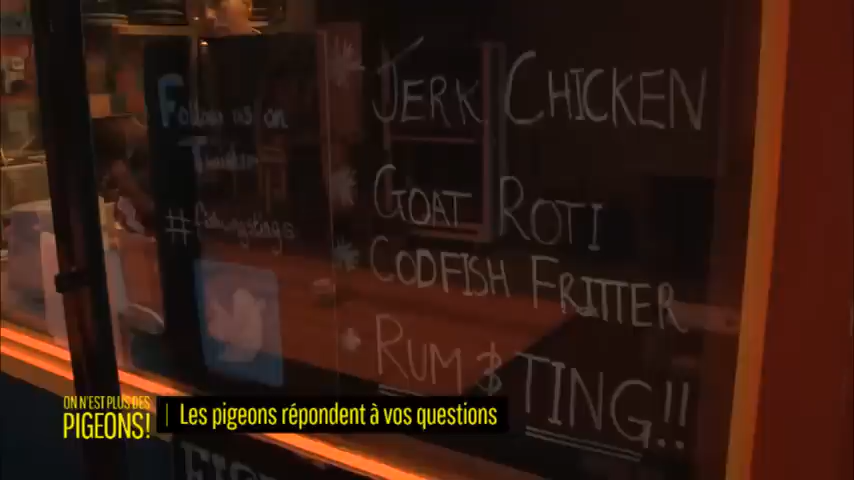 JERK CHICKEN
GOAT ROTI
CODFISH FRITTER
RUM & TING!!
Follow us on
Twitter
ON N'EST PLUS DES
PIGEONS!
Les pigeons répondent à vos questions